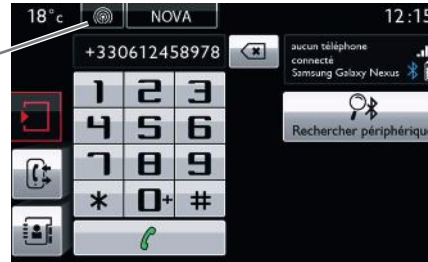 18°c NOVA 12:15
+330612458978
aucun téléphone
connecté
Samsung Galaxy Nexus
1 2 3
4 5 6
7 8 9
* 0+ #
Rechercher périphérique